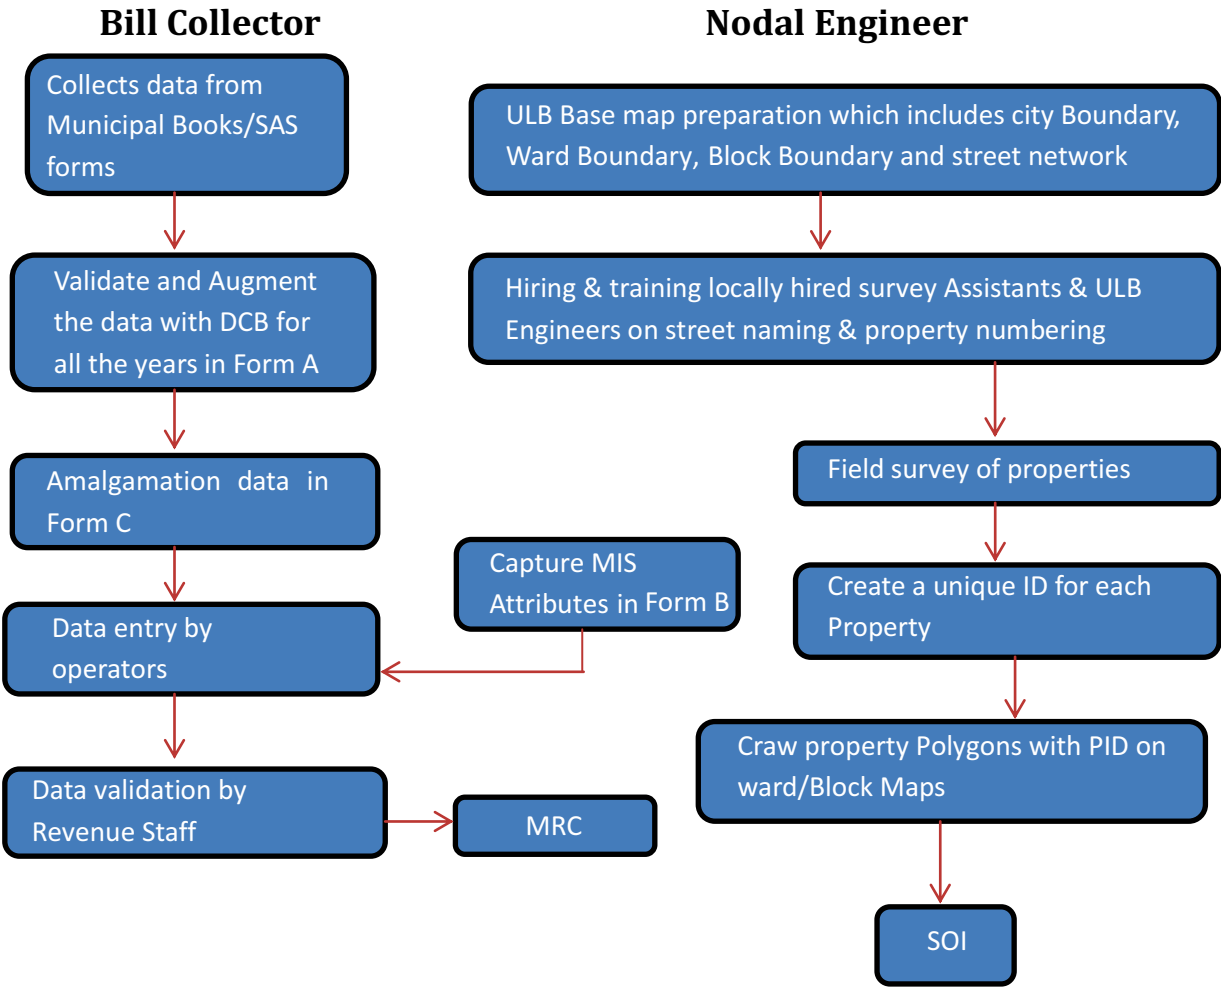 Bill Collector
Collects data from
Municipal Books/SAS
forms
Validate and Augment
the data with DCB for
all the years in Form A
Amalgamation data in
Form C
Data entry by
operators
Data validation by
Revenue Staff
Capture MIS
Attributes in Form B
MRC
Nodal Engineer
ULB Base map preparation which includes city Boundary,
Ward Boundary, Block Boundary and street network
Hiring & training locally hired survey Assistants & ULB
Engineers on street naming & property numbering
Field survey of properties
Create a unique ID for each
Property
Craw property Polygons with PID on
ward/Block Maps
SOI